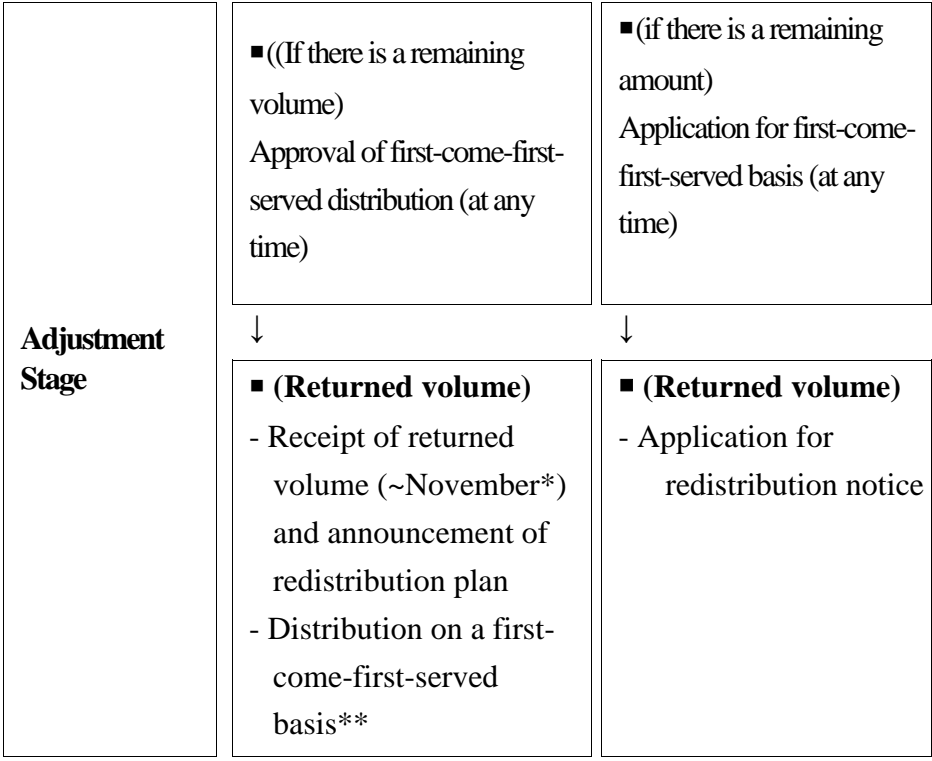 Adjustment
Stage
▪((If there is a remaining
volume)
Approval of first-come-first-
served distribution (at any
time)
↓
▪ (Returned volume)
- Receipt of returned
volume (~November*)
and announcement of
redistribution plan
- Distribution on a first-
come-first-served
basis**
▪(if there is a remaining
amount)
Application for first-come-
first-served basis (at any
time)
↓
▪ (Returned volume)
- Application for
redistribution notice